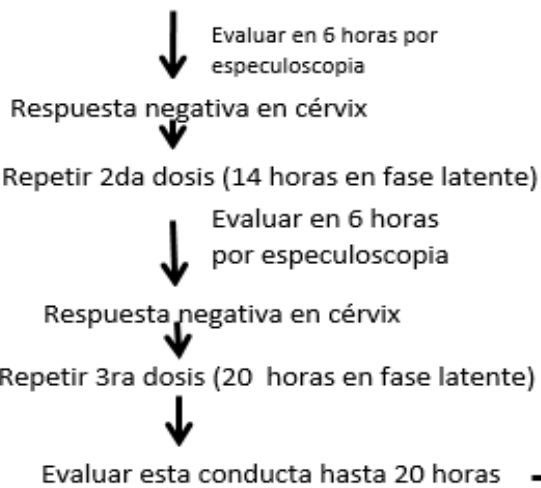 Evaluar en 6 horas por
especuloscopia
Respuesta negativa en cérvix
Repetir 2da dosis (14 horas en fase latente)
Evaluar en 6 horas
por especuloscopia
Respuesta negativa en cérvix
Repetir 3ra dosis (20 horas en fase latente)
Evaluar esta conducta hasta 20 horas